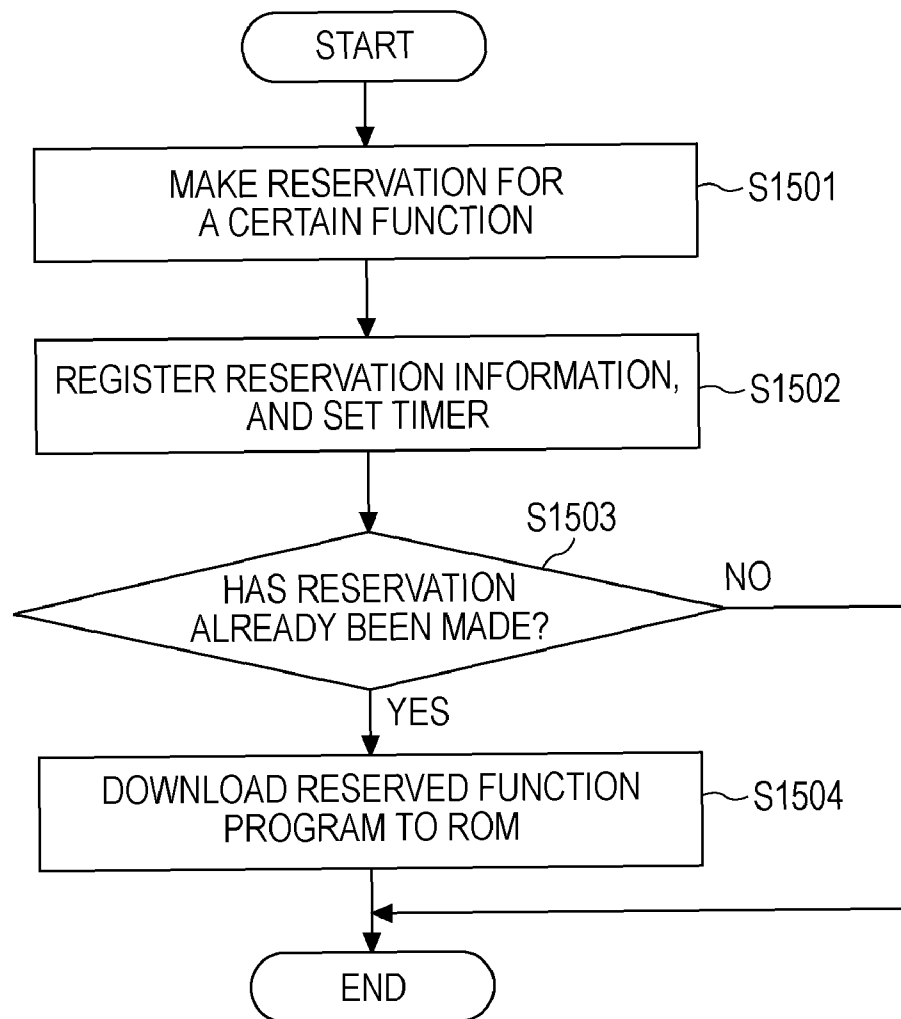 START
MAKE RESERVATION FOR
A CERTAIN FUNCTION
S1501
REGISTER RESERVATION INFORMATION,
AND SET TIMER
S1502
S1503
HAS RESERVATION
ALREADY BEEN MADE?
NO
YES
DOWNLOAD RESERVED FUNCTION
PROGRAM TO ROM
S1504
END